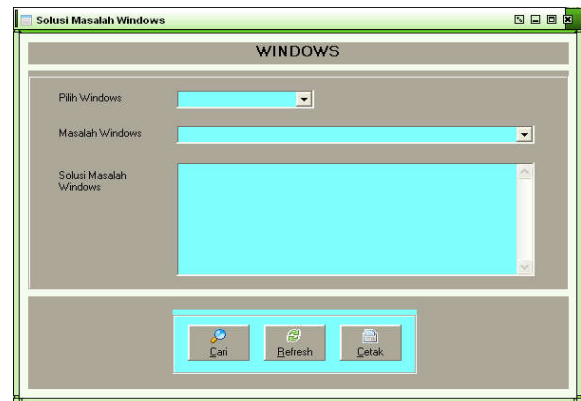 Solusi Masalah Windows
WINDOWS
Pilih Windows
Masalah Windows
Solusi Masalah
Windows
Cari
Refresh
Cetak